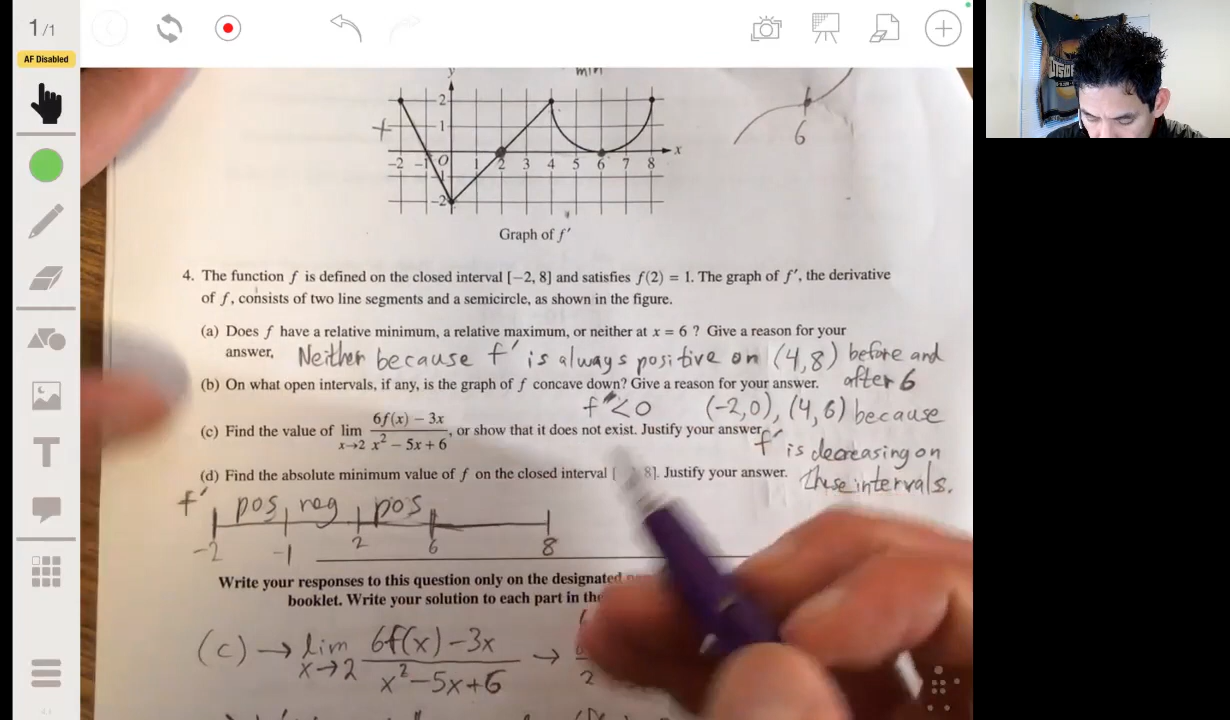 1/1
AF Disabled
min
y
2
+
1
6
-2 -1 O 1 2 3 4 5 6 7 8 x
-1
-2
Graph of f′
4. The function f is defined on the closed interval [−2, 8] and satisfies f(2) = 1. The graph of f′, the derivative
of f, consists of two line segments and a semicircle, as shown in the figure.
(a) Does f have a relative minimum, a relative maximum, or neither at x = 6 ? Give a reason for your
answer. Neither because f′ is always positive on (4,8) before and
after 6
(b) On what open intervals, if any, is the graph of f concave down? Give a reason for your answer.
f″<0 (-2,0), (4,6) because
(c) Find the value of lim x→2 6f(x) − 3x / x² − 5x + 6, or show that it does not exist. Justify your answer.
f′ is decreasing on
these intervals.
(d) Find the absolute minimum value of f on the closed interval [ 8]. Justify your answer.
f′ pos neg pos
-2 -1 2 6 8
Write your responses to this question only on the designated
booklet. Write your solution to each part in the
(c) → lim x→2 6f(x)-3x / x²-5x+6 →
2
T